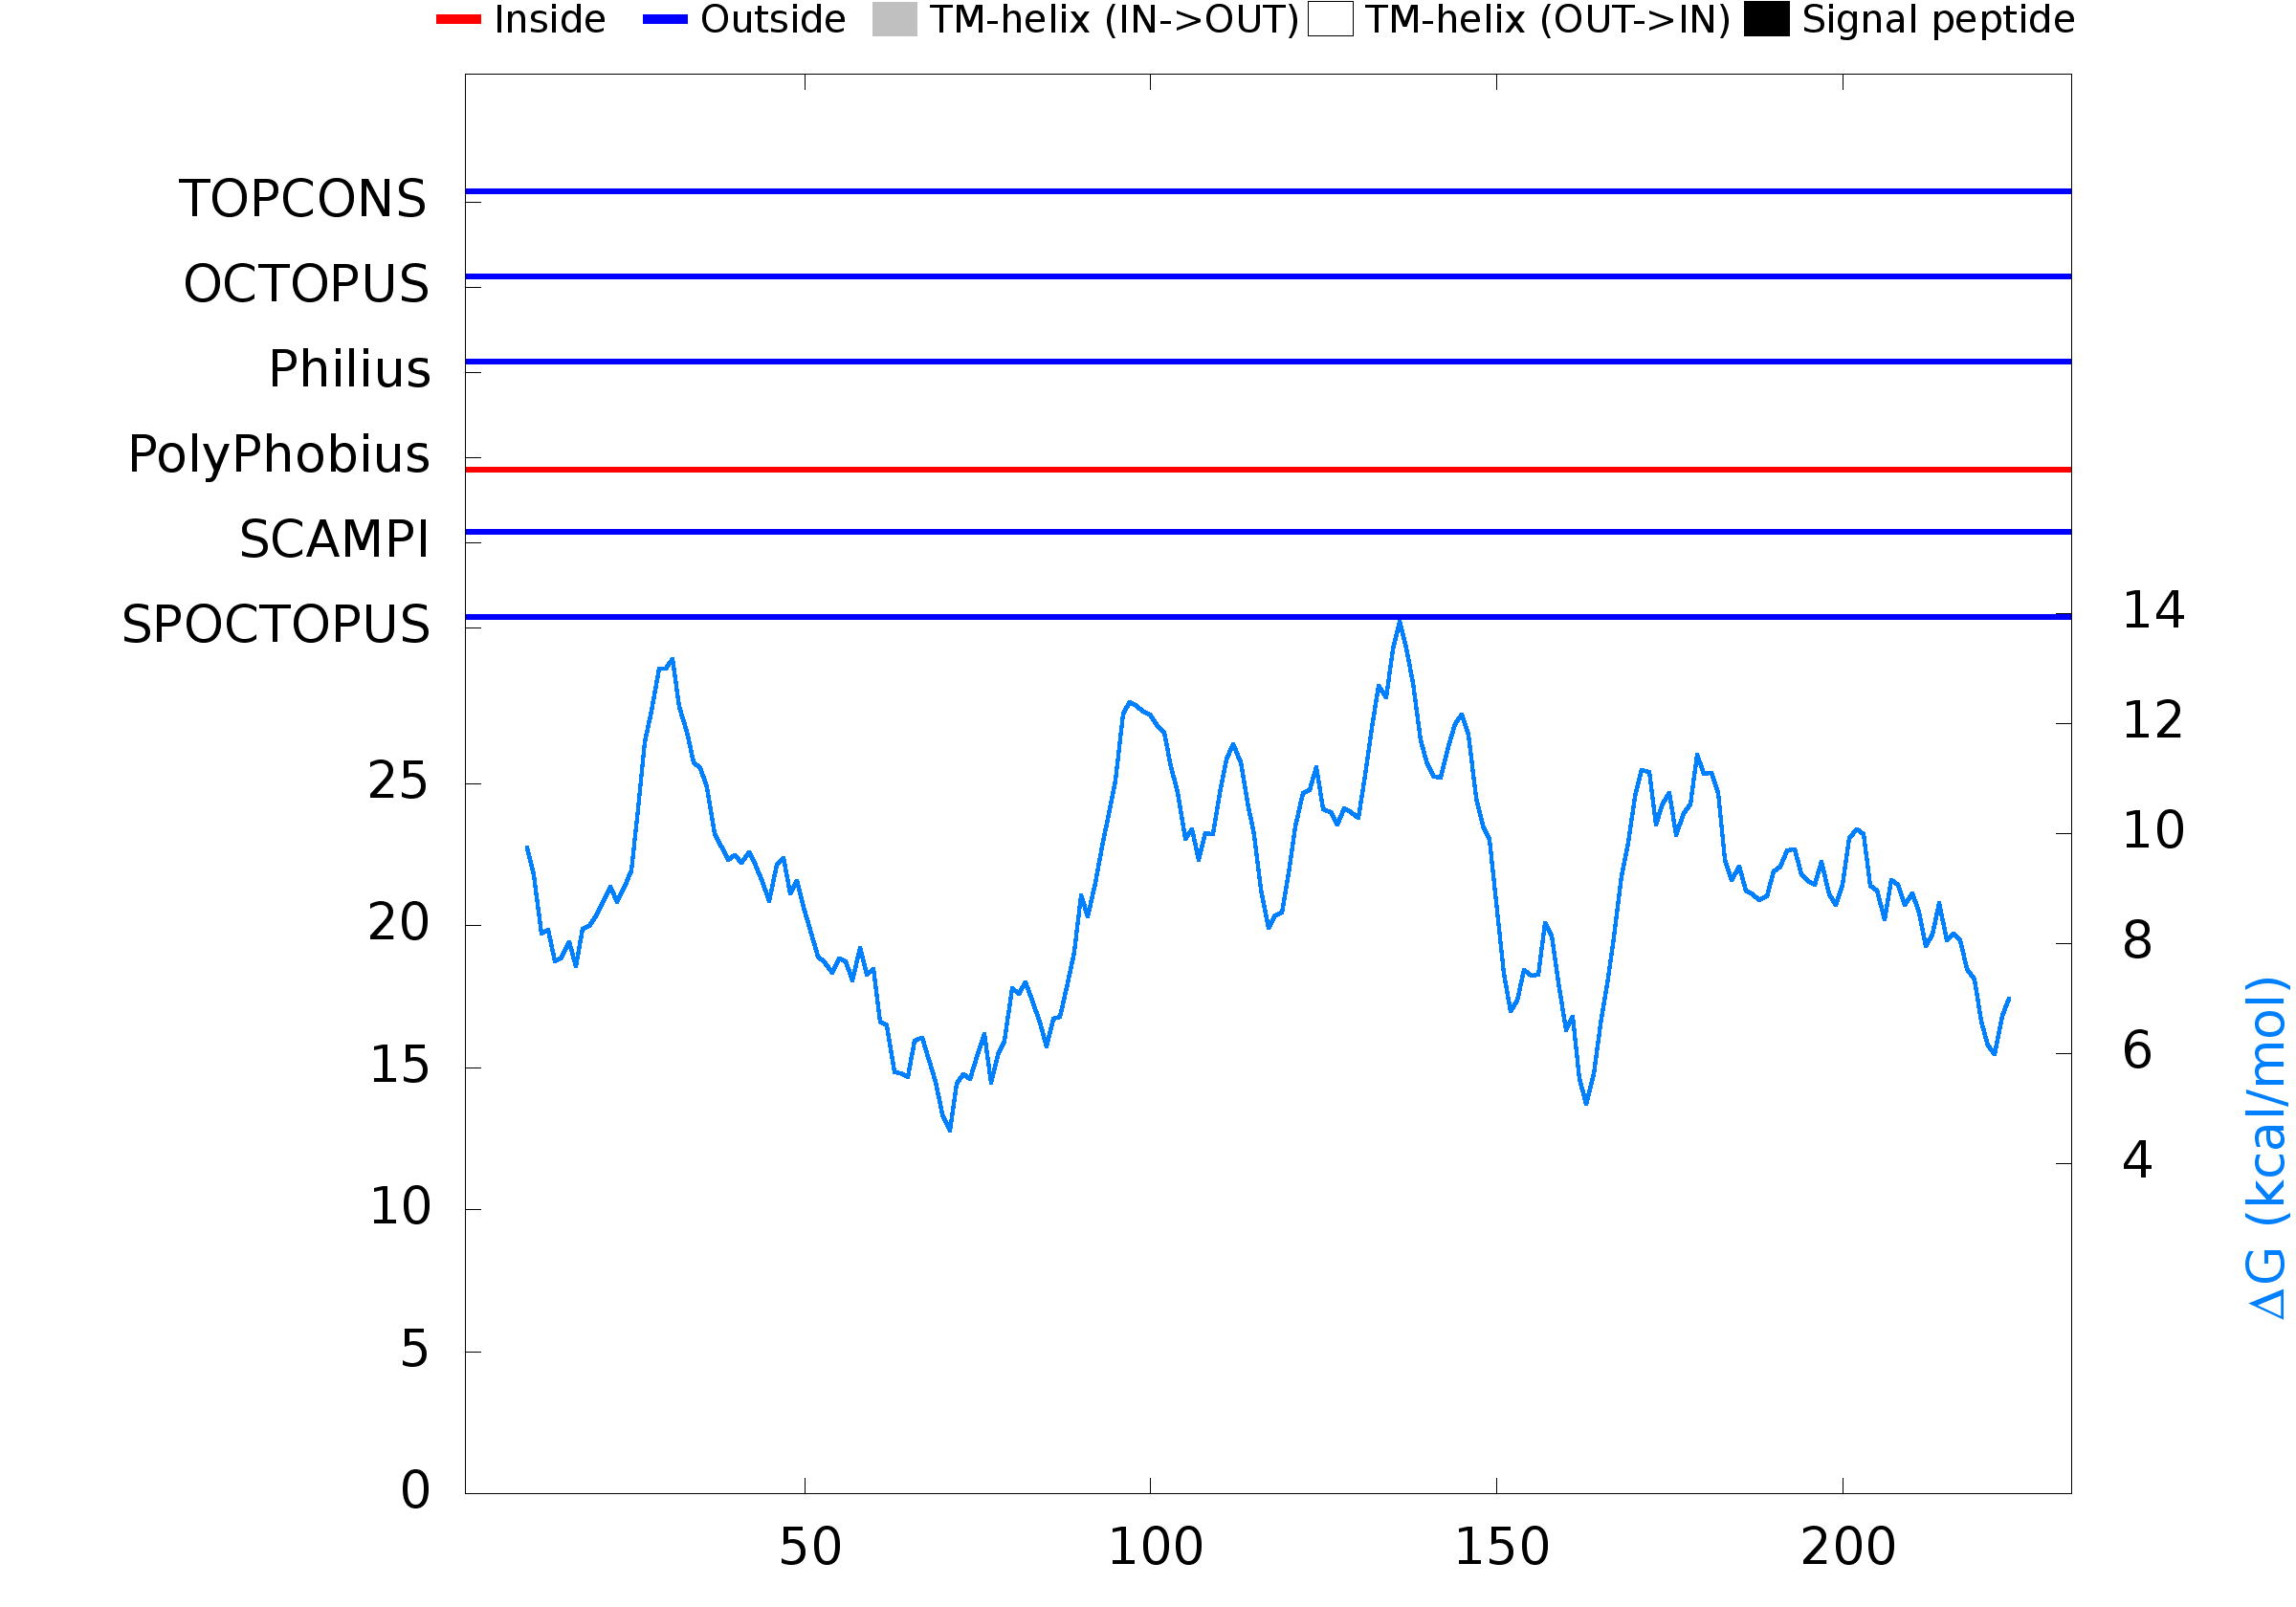 Inside Outside TM-helix (IN->OUT) TM-helix (OUT->IN) Signal peptide
TOPCONS
OCTOPUS
Philius
PolyPhobius
SCAMPI
SPOCTOPUS
25
20
15
10
5
0
50 100 150 200
14
12
10
8
6
4
ΔG (kcal/mol)